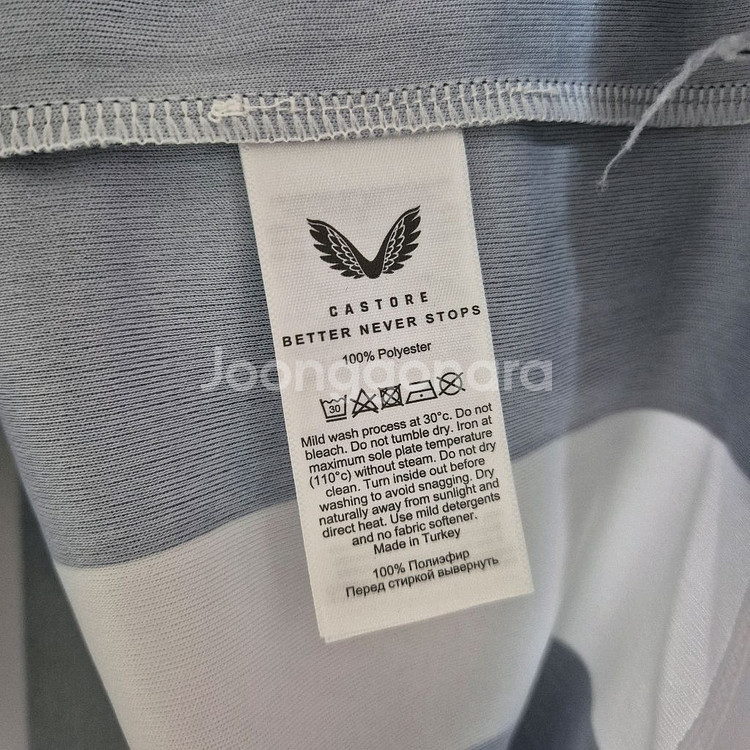 CASTORE
BETTER NEVER STOPS
100% Polyester
Joonggonara
30
Mild wash process at 30°c. Do not
bleach. Do not tumble dry. Iron at
maximum sole plate temperature
(110°c) without steam. Do not dry
clean. Turn inside out before
washing to avoid snagging. Dry
naturally away from sunlight and
direct heat. Use mild detergents
and no fabric softener.
Made in Turkey
100% Полиэфир
Перед стиркой вывернуть